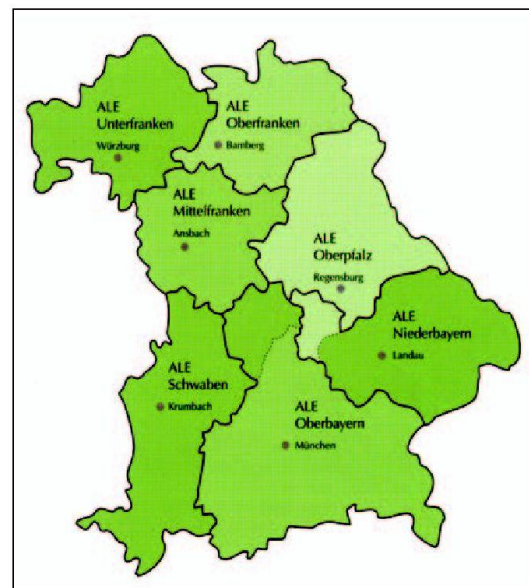 ALE
Unterfranken
Würzburg
ALE
Oberfranken
Bamberg
ALE
Mittelfranken
Ansbach
ALE
Oberpfalz
Regensburg
ALE
Niederbayern
Landau
ALE
Schwaben
Krumbach
ALE
Oberbayern
München